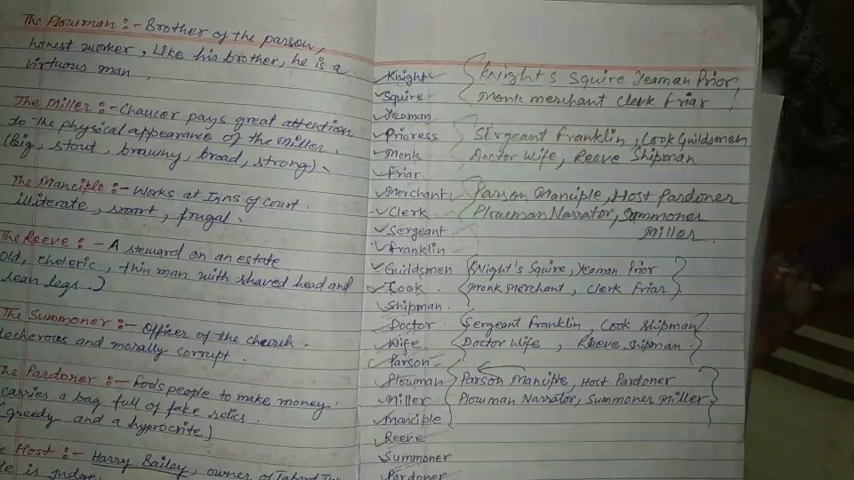 The Plowman :- Brother of the parson,
honest worker, Like his brother, he is a
virtuous man,
The Miller :- Chaucer pays great attention
to the physical appearance of the miller.
(Big, stout, brawny, broad, strong)
The Manciple :- Works at Inns of court.
illiterate, smart, frugal.
The Reeve :- A steward on an estate
old, choleric, thin man with shaved head and
lean legs.)
The Summoner :- Officer of the church.
lecherous and morally corrupt.
The Pardoner :- Fools people to make money.
carries a bag full of fake relics.
greedy and a hypocrite.)
Host :- Harry Bailey, owner of
is judge.
Knight
Squire
Yeoman
Prioress
Monk
Friar
Merchant
Clerk
Sergeant
Franklin
Guildsmen
Cook
Shipman
Doctor
Wife
Parson
Plowman
Miller
Manciple
Reeve
Summoner
Pardoner
Knight's Squire Yeoman Prior,
Monk merchant Clerk Friar
Sergeant Franklin, Cook Guildsmen
Doctor Wife, Reeve Shipman
Parson Manciple, Host Pardoner
Plowman Narrator, Summoner
Miller.
Knight's Squire, Yeoman Prior
Monk Merchant, Clerk Friar
Sergeant Franklin, Cook Shipman
Doctor Wife, Reeve Shipman.
Parson Manciple, Host Pardoner
Plowman Narrator, Summoner Miller